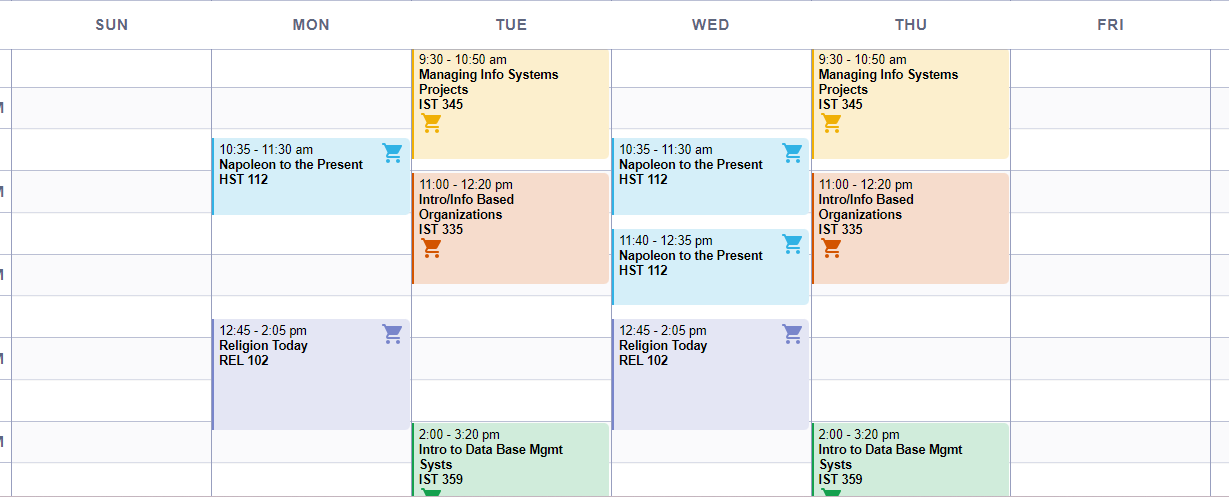 SUN
MON
TUE
WED
THU
FRI
9:30 - 10:50 am
Managing Info Systems
Projects
IST 345
9:30 - 10:50 am
Managing Info Systems
Projects
IST 345
10:35 - 11:30 am
Napoleon to the Present
HST 112
10:35 - 11:30 am
Napoleon to the Present
HST 112
11:00 - 12:20 pm
Intro/Info Based
Organizations
IST 335
11:00 - 12:20 pm
Intro/Info Based
Organizations
IST 335
11:40 - 12:35 pm
Napoleon to the Present
HST 112
12:45 - 2:05 pm
Religion Today
REL 102
12:45 - 2:05 pm
Religion Today
REL 102
2:00 - 3:20 pm
Intro to Data Base Mgmt
Systs
IST 359
2:00 - 3:20 pm
Intro to Data Base Mgmt
Systs
IST 359